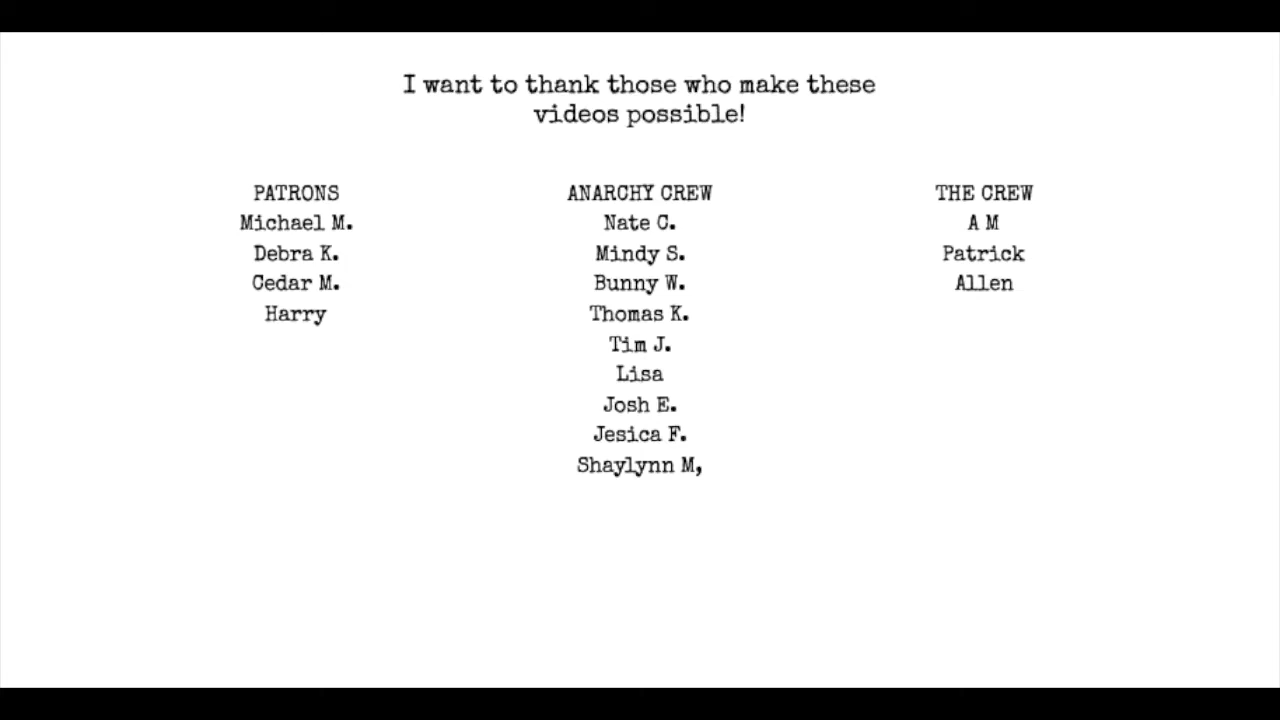 I want to thank those who make these
videos possible!
PATRONS
Michael M.
Debra K.
Cedar M.
Harry
ANARCHY CREW
Nate C.
Mindy S.
Bunny W.
Thomas K.
Tim J.
Lisa
Josh E.
Jesica F.
Shaylynn M,
THE CREW
A M
Patrick
Allen